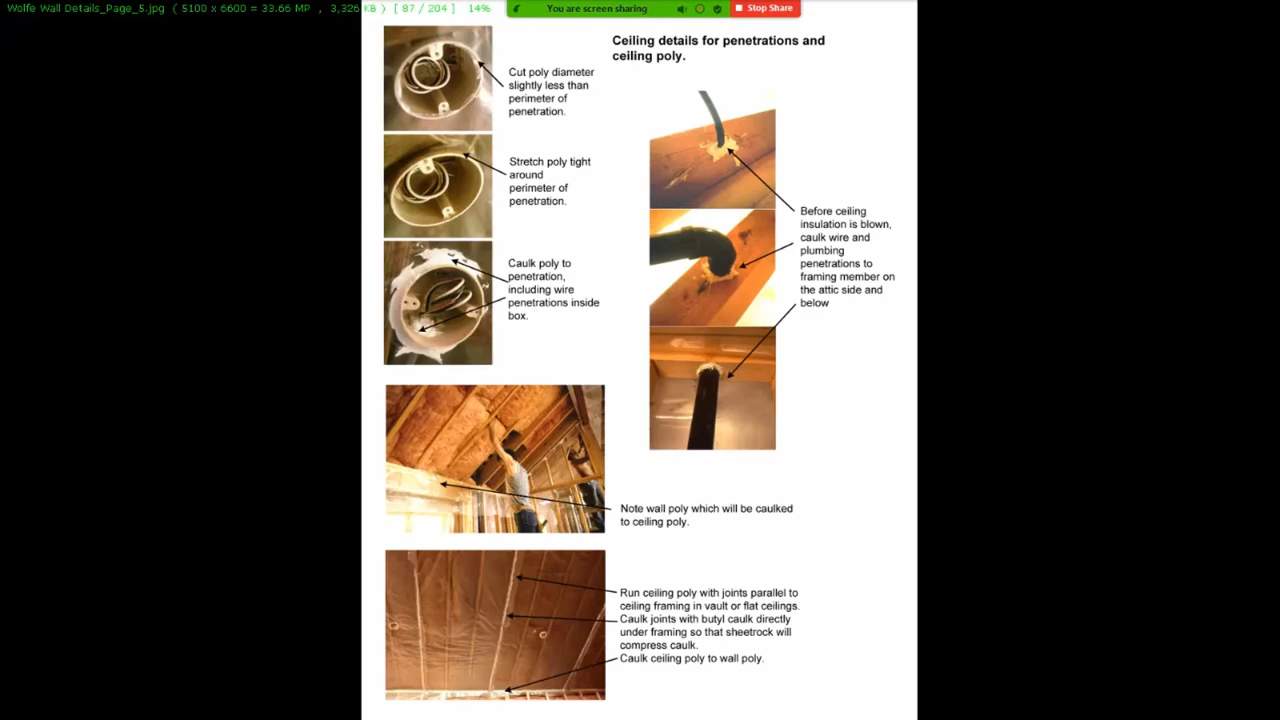 Wolfe Wall Details_Page_5.jpg ( 5100 x 6600 = 33.66 MP , 3,326 KB ) [ 87 / 204 ] 14%
You are screen sharing
Stop Share
Ceiling details for penetrations and
ceiling poly.
Cut poly diameter
slightly less than
perimeter of
penetration.
Stretch poly tight
around
perimeter of
penetration.
Caulk poly to
penetration,
including wire
penetrations inside
box.
Before ceiling
insulation is blown,
caulk wire and
plumbing
penetrations to
framing member on
the attic side and
below
Note wall poly which will be caulked
to ceiling poly.
Run ceiling poly with joints parallel to
ceiling framing in vault or flat ceilings.
Caulk joints with butyl caulk directly
under framing so that sheetrock will
compress caulk.
Caulk ceiling poly to wall poly.